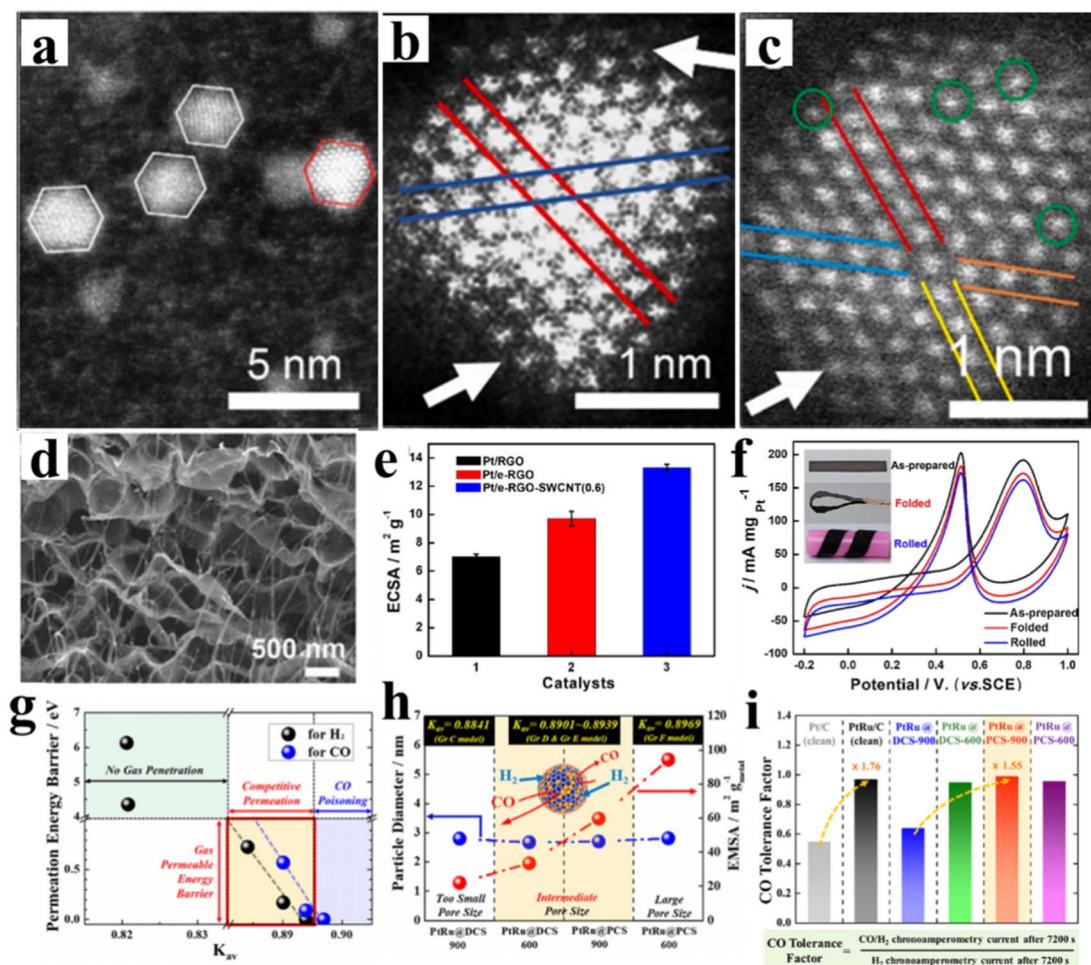 a
5 nm
b
1 nm
c
1 nm
d
500 nm
e
ECSA / m² g⁻¹
14
12
10
8
6
4
2
0
Pt/RGO
Pt/e-RGO
Pt/e-RGO-SWCNT(0.6)
1 2 3
Catalysts
f
j / mA mg Pt⁻¹
200
150
100
50
0
-50
-100
As-prepared
Folded
Rolled
As-prepared
Folded
Rolled
-0.2 0.0 0.2 0.4 0.6 0.8 1.0
Potential / V. (vs.SCE)
g
Permeation Energy Barrier / eV
7
6
5
4
0.5
0.0
for H₂
for CO
No Gas Penetration
Competitive
Permeation
CO
Poisoning
Gas
Permeable
Energy
Barrier
0.82 0.83 0.89 0.90
Kav
h
Particle Diameter / nm
7
6
5
4
3
2
1
0
Kav = 0.8841
(Gr C model)
Kav = 0.8901~0.8939
(Gr D & Gr E model)
Kav = 0.8969
(Gr F model)
H₂
CO
CO
H₂
Too Small
Pore Size
Intermediate
Pore Size
Large
Pore Size
PtRu@DCS
900
PtRu@DCS
600
PtRu@PCS
900
PtRu@PCS
600
120
100
80
60
40
20
0
EMSA / m² g⁻¹metal
i
CO Tolerance Factor
1.4
1.2
1.0
0.8
0.6
0.4
0.2
0.0
Pt/C
(clean)
PtRu/C
(clean)
PtRu @
DCS-900
PtRu @
DCS-600
PtRu @
PCS-900
PtRu @
PCS-600
× 1.76
× 1.55
CO Tolerance
Factor
=
CO/H₂ chronoamperometry current after 7200 s
H₂ chronoamperometry current after 7200 s